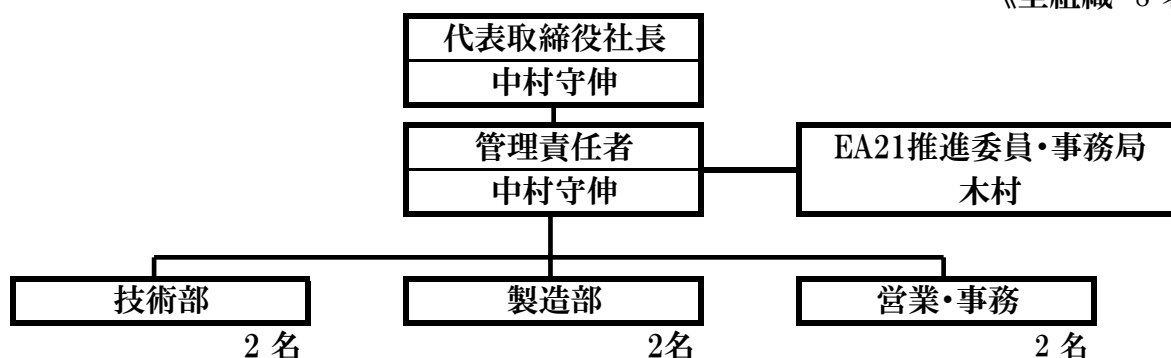 代表取締役社長
中村守伸
管理責任者
中村守伸
EA21推進委員・事務局
木村
技術部
製造部
営業・事務
2 名
2名
2 名